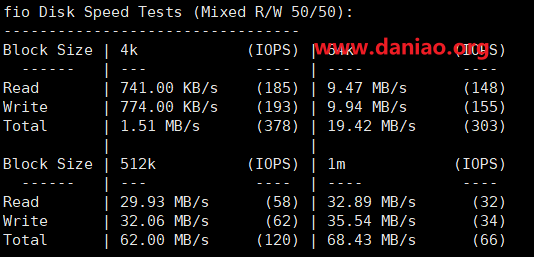 fio Disk Speed Tests (Mixed R/W 50/50):
---------------------------------
Block Size | 4k            (IOPS) | 64k           (IOPS)
  ------   | ---            ----  | ----           ----
Read       | 741.00 KB/s    (185) | 9.47 MB/s     (148)
Write      | 774.00 KB/s    (193) | 9.94 MB/s     (155)
Total      | 1.51 MB/s      (378) | 19.42 MB/s    (303)
           |                      |
Block Size | 512k          (IOPS) | 1m            (IOPS)
  ------   | ---            ----  | ---            ----
Read       | 29.93 MB/s      (58) | 32.89 MB/s     (32)
Write      | 32.06 MB/s      (62) | 35.54 MB/s     (34)
Total      | 62.00 MB/s     (120) | 68.43 MB/s     (66)
www.daniao.org